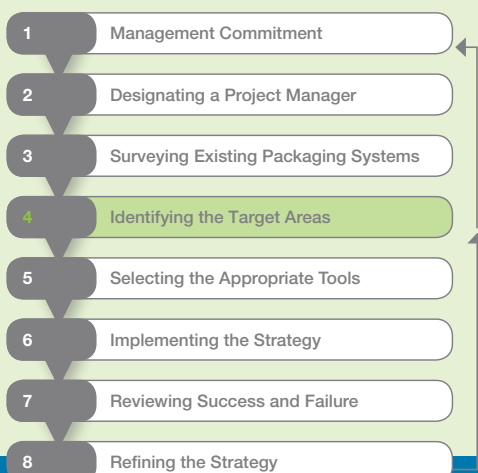 1 Management Commitment
2 Designating a Project Manager
3 Surveying Existing Packaging Systems
4 Identifying the Target Areas
5 Selecting the Appropriate Tools
6 Implementing the Strategy
7 Reviewing Success and Failure
8 Refining the Strategy